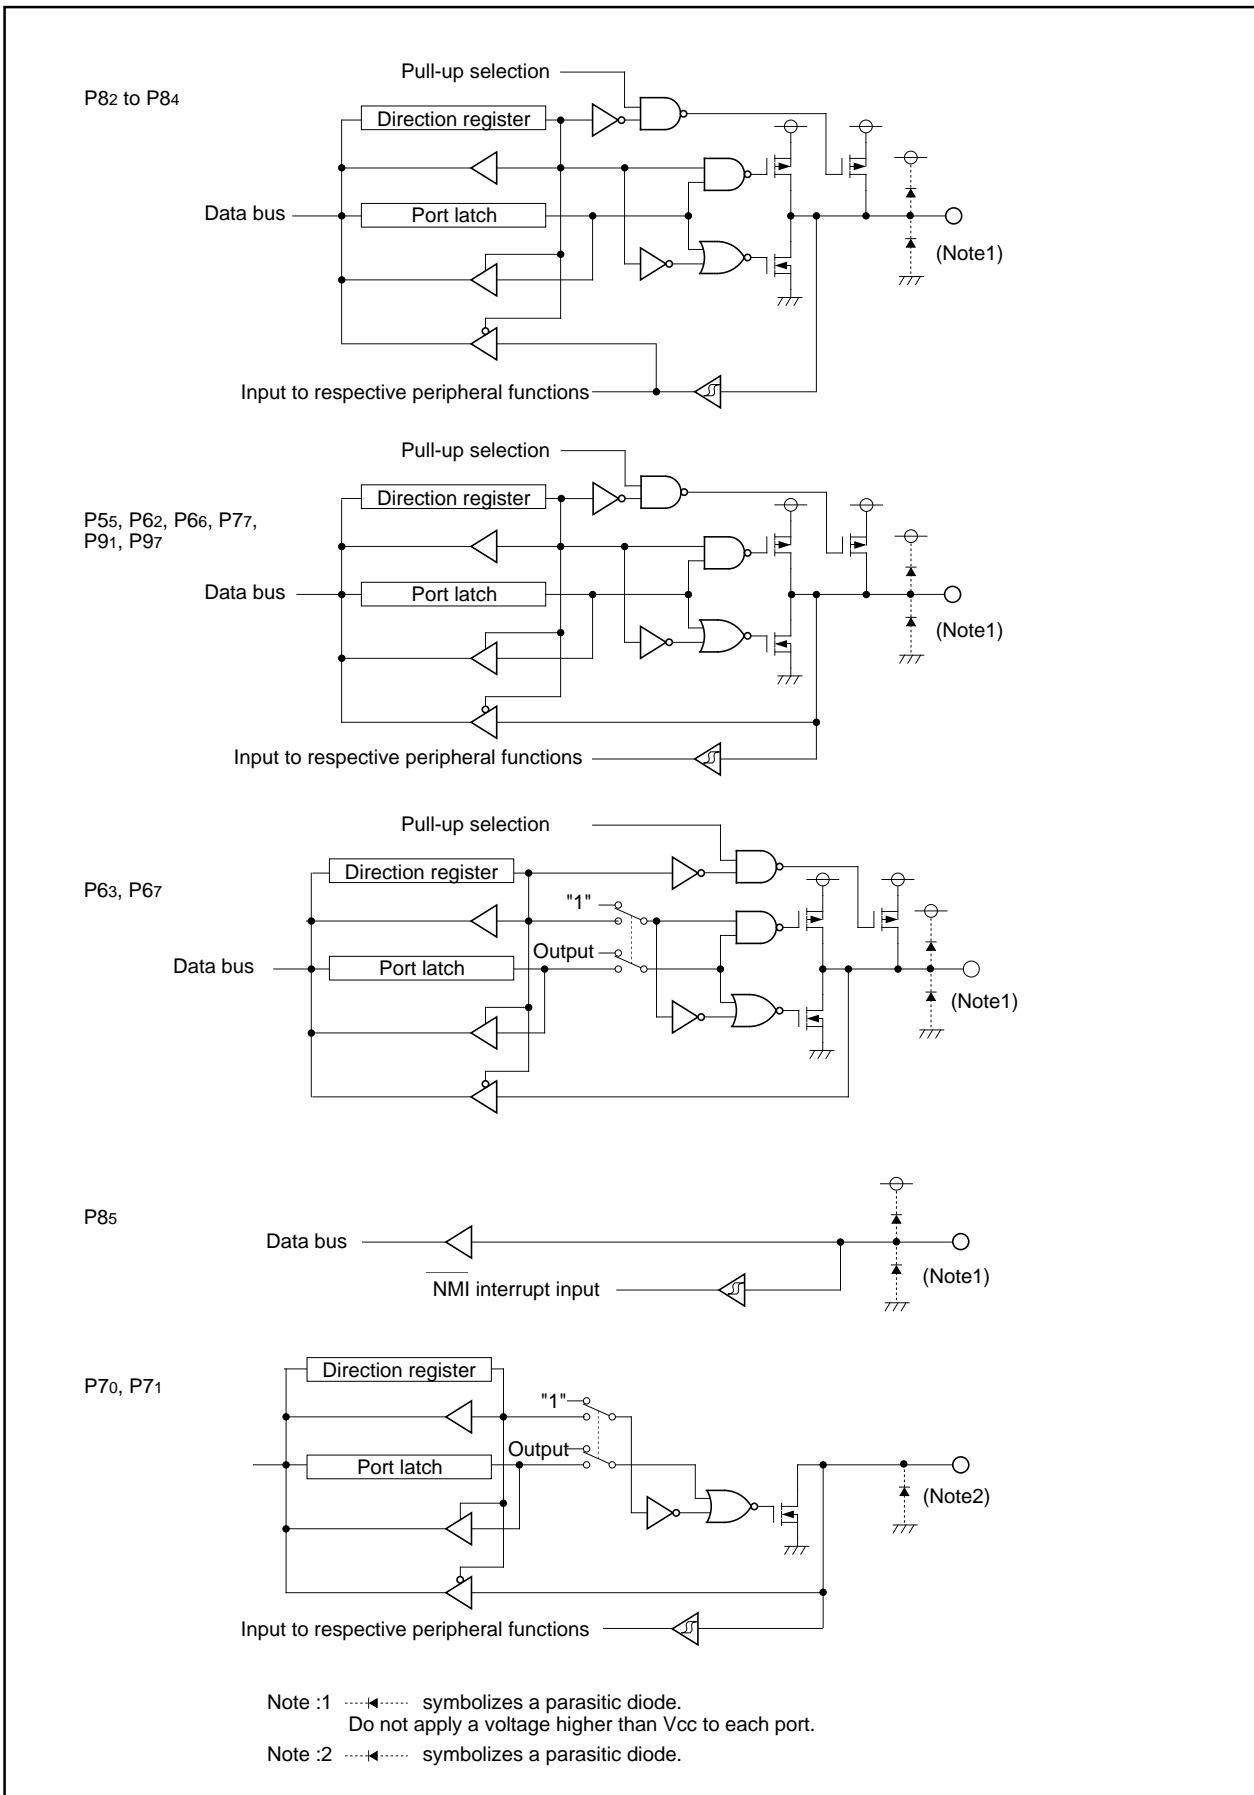 Pull-up selection
P82 to P84
Direction register
Data bus
Port latch
(Note1)
Input to respective peripheral functions
Pull-up selection
Direction register
P55, P62, P66, P77,
P91, P97
Data bus
Port latch
(Note1)
Input to respective peripheral functions
Pull-up selection
Direction register
P63, P67
"1"
Output
Data bus
Port latch
(Note1)
P85
Data bus
(Note1)
NMI interrupt input
Direction register
P70, P71
"1"
Output
Port latch
(Note2)
Input to respective peripheral functions
Note :1 symbolizes a parasitic diode.
Do not apply a voltage higher than Vcc to each port.
Note :2 symbolizes a parasitic diode.